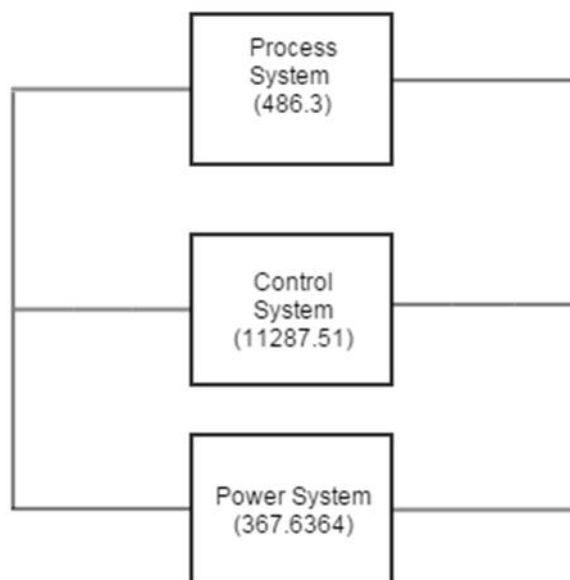 Process
System
(486.3)
Control
System
(11287.51)
Power System
(367.6364)